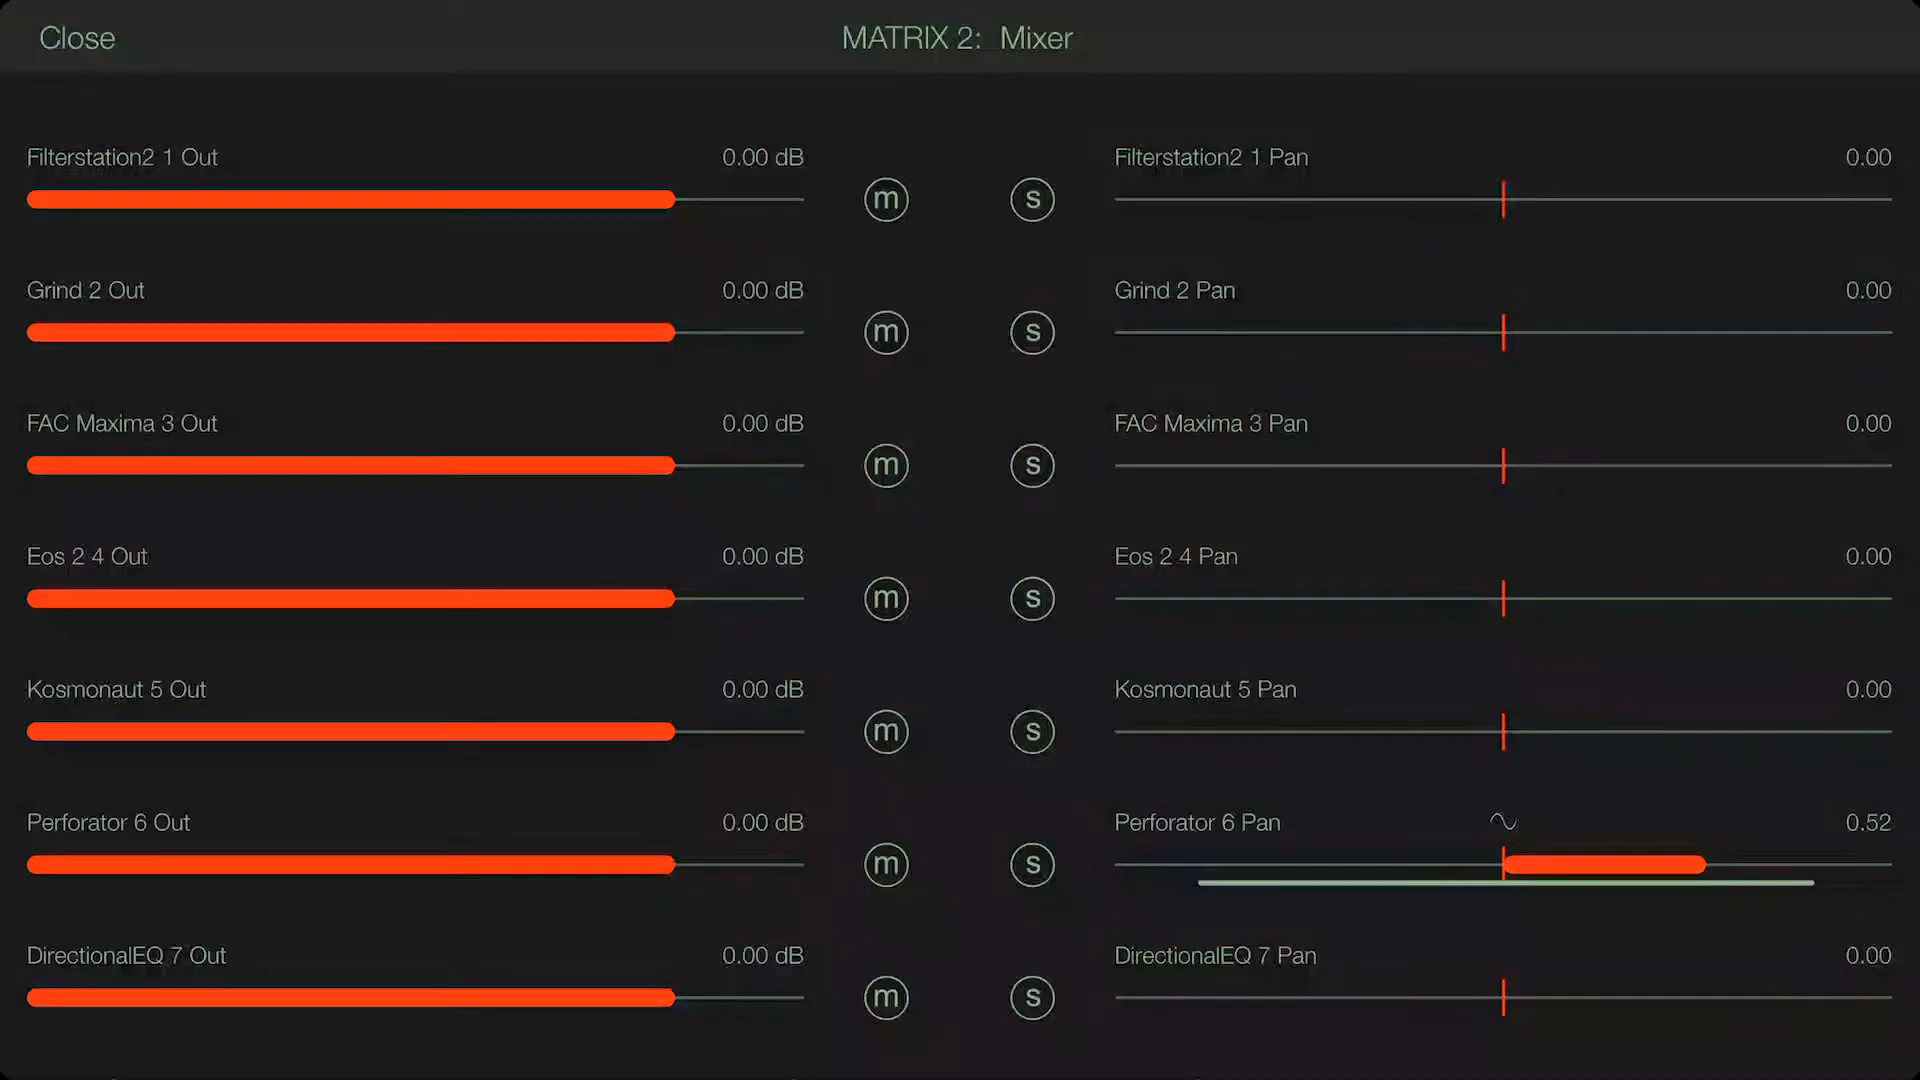 Close
MATRIX 2: Mixer
Filterstation2 1 Out 0.00 dB m s Filterstation2 1 Pan 0.00
Grind 2 Out 0.00 dB m s Grind 2 Pan 0.00
FAC Maxima 3 Out 0.00 dB m s FAC Maxima 3 Pan 0.00
Eos 2 4 Out 0.00 dB m s Eos 2 4 Pan 0.00
Kosmonaut 5 Out 0.00 dB m s Kosmonaut 5 Pan 0.00
Perforator 6 Out 0.00 dB m s Perforator 6 Pan 0.52
DirectionalEQ 7 Out 0.00 dB m s DirectionalEQ 7 Pan 0.00